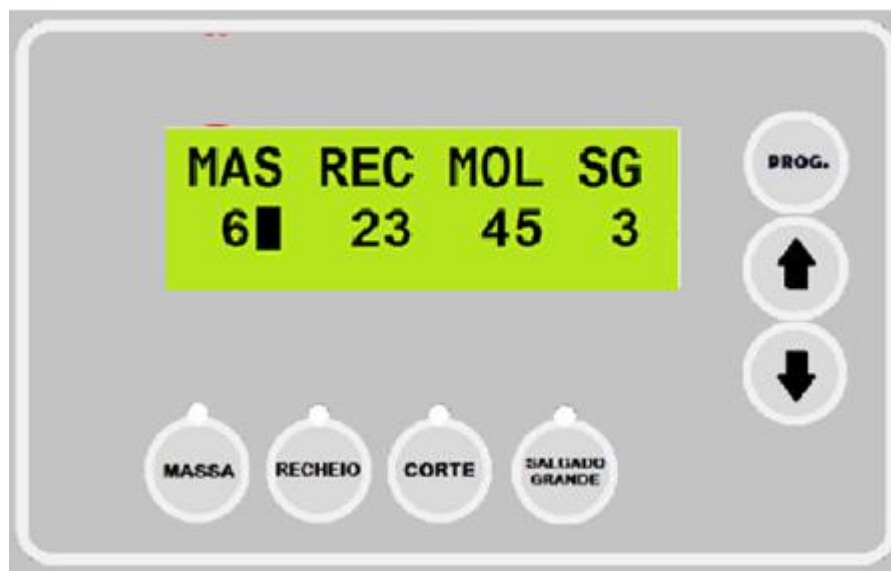 MAS REC MOL SG
6 23 45 3
PROG.
MASSA
RECHEIO
CORTE
SALGADO
GRANDE